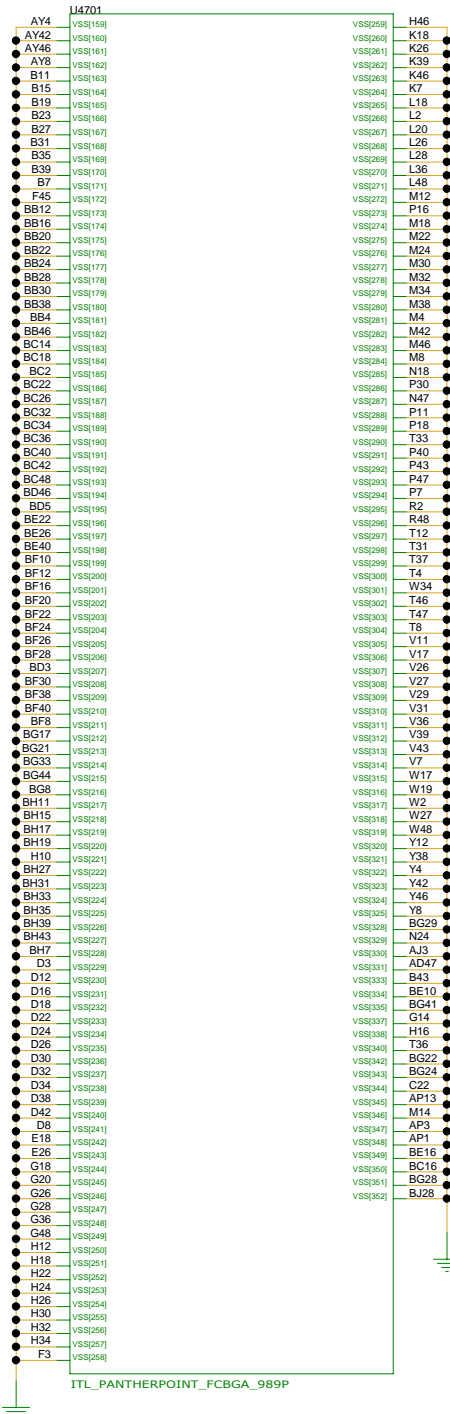 U4701
AY4 VSS[159] VSS[259] H46
AY42 VSS[160] VSS[260] K18
AY46 VSS[161] VSS[261] K26
AY8 VSS[162] VSS[262] K39
B11 VSS[163] VSS[263] K46
B15 VSS[164] VSS[264] K7
B19 VSS[165] VSS[265] L18
B23 VSS[166] VSS[266] L2
B27 VSS[167] VSS[267] L20
B31 VSS[168] VSS[268] L26
B35 VSS[169] VSS[269] L28
B39 VSS[170] VSS[270] L36
B7 VSS[171] VSS[271] L48
F45 VSS[172] VSS[272] M12
BB12 VSS[173] VSS[273] P16
BB16 VSS[174] VSS[274] M18
BB20 VSS[175] VSS[275] M22
BB22 VSS[176] VSS[276] M24
BB24 VSS[177] VSS[277] M30
BB28 VSS[178] VSS[278] M32
BB30 VSS[179] VSS[279] M34
BB38 VSS[180] VSS[280] M38
BB4 VSS[181] VSS[281] M4
BB46 VSS[182] VSS[282] M42
BC14 VSS[183] VSS[283] M46
BC18 VSS[184] VSS[284] M8
BC2 VSS[185] VSS[285] N18
BC22 VSS[186] VSS[286] P30
BC26 VSS[187] VSS[287] N47
BC32 VSS[188] VSS[288] P11
BC34 VSS[189] VSS[289] P18
BC36 VSS[190] VSS[290] T33
BC40 VSS[191] VSS[291] P40
BC42 VSS[192] VSS[292] P43
BC48 VSS[193] VSS[293] P47
BD46 VSS[194] VSS[294] P7
BD5 VSS[195] VSS[295] R2
BE22 VSS[196] VSS[296] R48
BE26 VSS[197] VSS[297] T12
BE40 VSS[198] VSS[298] T31
BF10 VSS[199] VSS[299] T37
BF12 VSS[200] VSS[300] T4
BF16 VSS[201] VSS[301] W34
BF20 VSS[202] VSS[302] T46
BF22 VSS[203] VSS[303] T47
BF24 VSS[204] VSS[304] T8
BF26 VSS[205] VSS[305] V11
BF28 VSS[206] VSS[306] V17
BD3 VSS[207] VSS[307] V26
BF30 VSS[208] VSS[308] V27
BF38 VSS[209] VSS[309] V29
BF40 VSS[210] VSS[310] V31
BF8 VSS[211] VSS[311] V36
BG17 VSS[212] VSS[312] V39
BG21 VSS[213] VSS[313] V43
BG33 VSS[214] VSS[314] V7
BG44 VSS[215] VSS[315] W17
BG8 VSS[216] VSS[316] W19
BH11 VSS[217] VSS[317] W2
BH15 VSS[218] VSS[318] W27
BH17 VSS[219] VSS[319] W48
BH19 VSS[220] VSS[320] Y12
H10 VSS[221] VSS[321] Y38
BH27 VSS[222] VSS[322] Y4
BH31 VSS[223] VSS[323] Y42
BH33 VSS[224] VSS[324] Y46
BH35 VSS[225] VSS[325] Y8
BH39 VSS[226] VSS[328] BG29
BH43 VSS[227] VSS[329] N24
BH7 VSS[228] VSS[330] AJ3
D3 VSS[229] VSS[331] AD47
D12 VSS[230] VSS[333] B43
D16 VSS[231] VSS[334] BE10
D18 VSS[232] VSS[335] BG41
D22 VSS[233] VSS[337] G14
D24 VSS[234] VSS[338] H16
D26 VSS[235] VSS[340] T36
D30 VSS[236] VSS[342] BG22
D32 VSS[237] VSS[343] BG24
D34 VSS[238] VSS[344] C22
D38 VSS[239] VSS[345] AP13
D42 VSS[240] VSS[346] M14
D8 VSS[241] VSS[347] AP3
E18 VSS[242] VSS[348] AP1
E26 VSS[243] VSS[349] BE16
G18 VSS[244] VSS[350] BC16
G20 VSS[245] VSS[351] BG28
G26 VSS[246] VSS[352] BJ28
G28 VSS[247]
G36 VSS[248]
G48 VSS[249]
H12 VSS[250]
H18 VSS[251]
H22 VSS[252]
H24 VSS[253]
H26 VSS[254]
H30 VSS[255]
H32 VSS[256]
H34 VSS[257]
F3 VSS[258]
ITL_PANTHERPOINT_FCBGA_989P